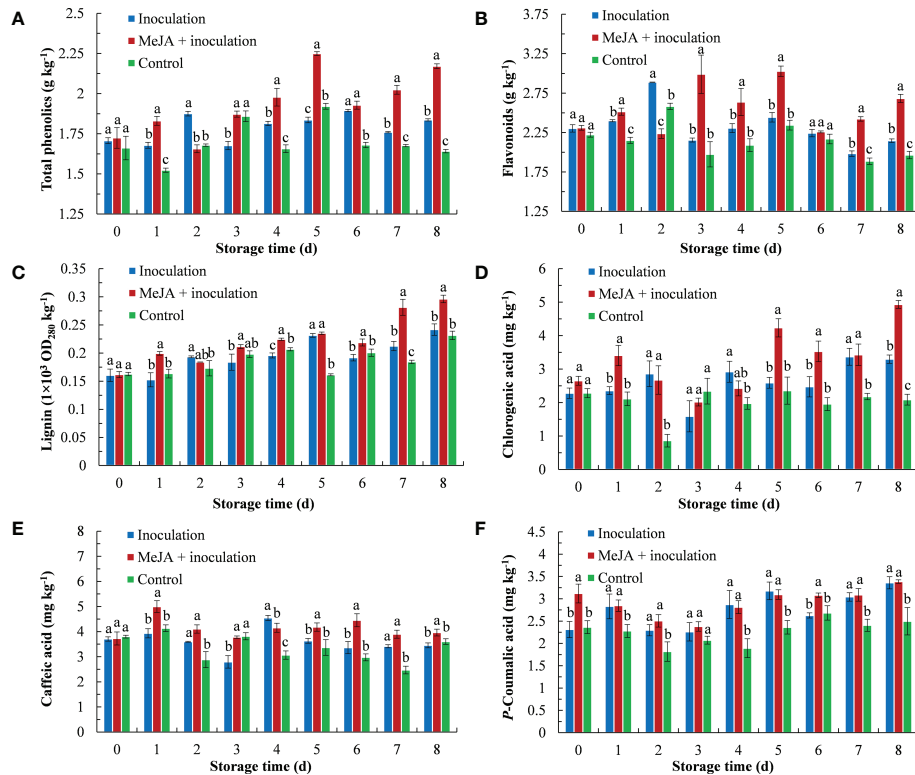 A
Inoculation
MeJA + inoculation
Control
Total phenolics (g kg-1)
2.5
2.25
2
1.75
1.5
1.25
a a a
b a c
a b b
b a a
b a c
c a b
a a b
b a c
b a c
0 1 2 3 4 5 6 7 8
Storage time (d)
B
Inoculation
MeJA + inoculation
Control
Flavonoids (g kg-1)
3.75
3.25
2.75
2.25
1.75
1.25
a a a
a a b
a c b
b a b
b a b
b a b
a a a
b a c
b a c
0 1 2 3 4 5 6 7 8
Storage time (d)
C
Inoculation
MeJA + inoculation
Control
Lignin (1×10³ OD280 kg-1)
0.35
0.3
0.25
0.2
0.15
0.1
0.05
0
a a a
b a b
a ab b
b a ab
c a b
a a b
b a b
b a c
b a b
0 1 2 3 4 5 6 7 8
Storage time (d)
D
Inoculation
MeJA + inoculation
Control
Chlorogenic acid (mg kg-1)
6
5
4
3
2
1
0
a a a
b a b
a a b
a a a
a ab b
b a b
b a b
a a b
b a c
0 1 2 3 4 5 6 7 8
Storage time (d)
E
Inoculation
MeJA + inoculation
Control
Caffeic acid (mg kg-1)
8
7
6
5
4
3
2
1
0
a a a
b a b
a a b
b a a
a b c
b a b
b a b
a a b
b a b
0 1 2 3 4 5 6 7 8
Storage time (d)
F
Inoculation
MeJA + inoculation
Control
P-Coumalic acid (mg kg-1)
4.5
4
3.5
3
2.5
2
1.5
1
0.5
0
b a b
a a b
a a b
a a a
a a b
a a b
b a b
a a b
a a b
0 1 2 3 4 5 6 7 8
Storage time (d)